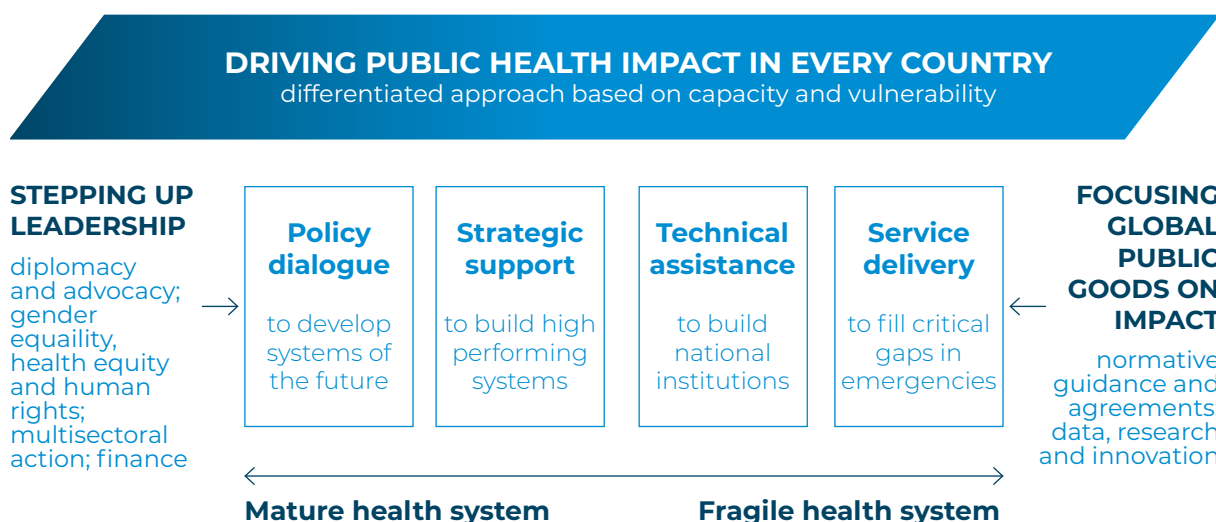 DRIVING PUBLIC HEALTH IMPACT IN EVERY COUNTRY
differentiated approach based on capacity and vulnerability
STEPPING UP
LEADERSHIP
diplomacy
and advocacy;
gender
equaility,
health equity
and human
rights;
multisectoral
action; finance
Policy
dialogue
to develop
systems of
the future
Strategic
support
to build high
performing
systems
Technical
assistance
to build
national
institutions
Service
delivery
to fill critical
gaps in
emergencies
FOCUSING
GLOBAL
PUBLIC
GOODS ON
IMPACT
normative
guidance and
agreements;
data, research
and innovation
Mature health system
Fragile health system